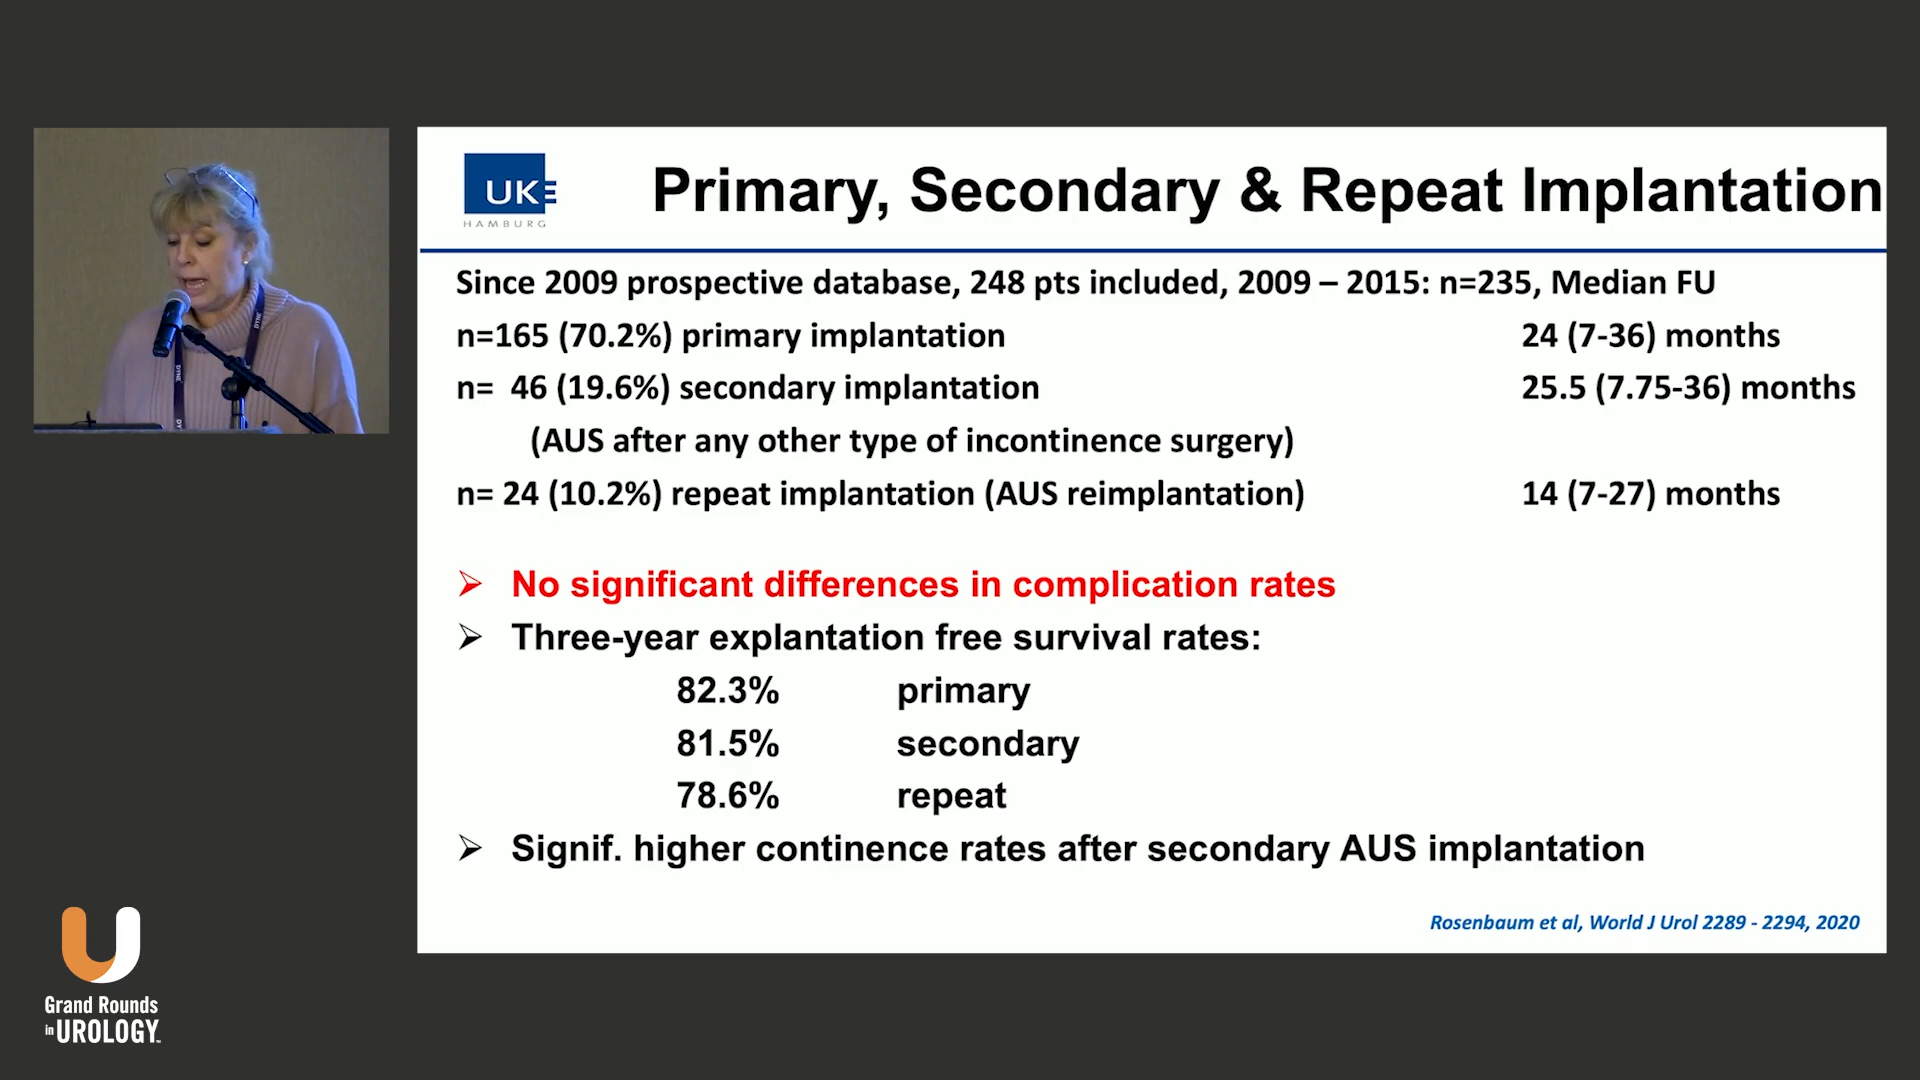 UKE
HAMBURG
Primary, Secondary & Repeat Implantation
Since 2009 prospective database, 248 pts included, 2009 – 2015: n=235, Median FU
n=165 (70.2%) primary implantation 24 (7-36) months
n= 46 (19.6%) secondary implantation 25.5 (7.75-36) months
(AUS after any other type of incontinence surgery)
n= 24 (10.2%) repeat implantation (AUS reimplantation) 14 (7-27) months
➢ No significant differences in complication rates
➢ Three-year explantation free survival rates:
82.3% primary
81.5% secondary
78.6% repeat
➢ Signif. higher continence rates after secondary AUS implantation
Rosenbaum et al, World J Urol 2289 - 2294, 2020
Grand Rounds
in UROLOGY™